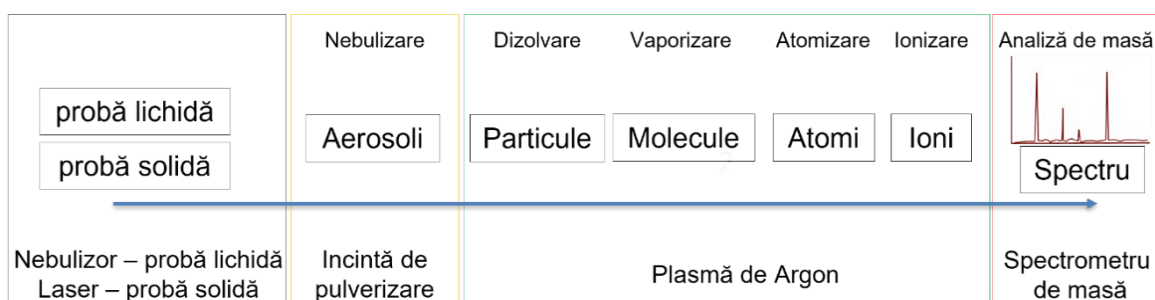 Nebulizare
Dizolvare
Vaporizare
Atomizare
Ionizare
Analiză de masă
probă lichidă
probă solidă
Aerosoli
Particule
Molecule
Atomi
Ioni
Spectru
Nebulizor – probă lichidă
Laser – probă solidă
Incintă de
pulverizare
Plasmă de Argon
Spectrometru
de masă